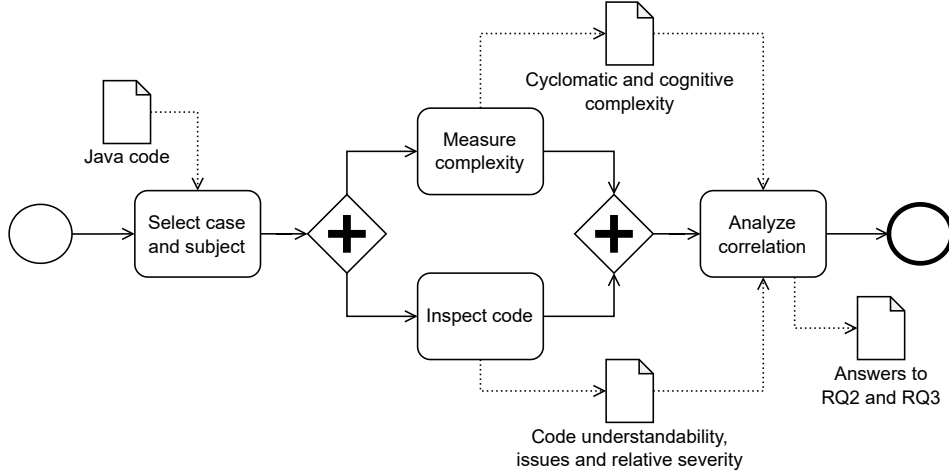 Cyclomatic and cognitive
complexity
Java code
Measure
complexity
Select case
and subject
Analyze
correlation
Inspect code
Answers to
RQ2 and RQ3
Code understandability,
issues and relative severity